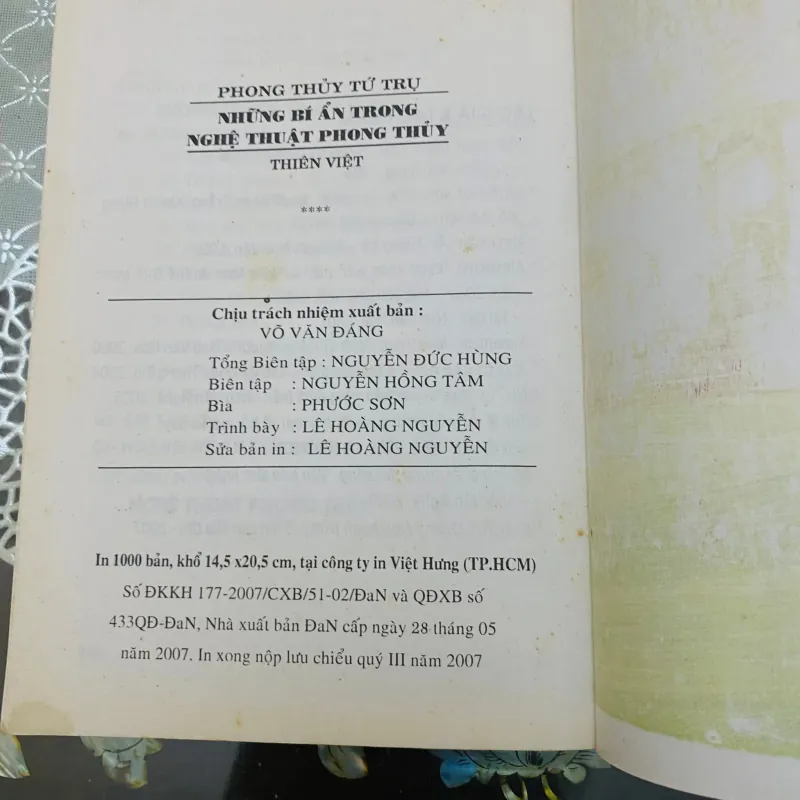 PHONG THỦY TỨ TRỤ
NHỮNG BÍ ẨN TRONG
NGHỆ THUẬT PHONG THỦY
THIÊN VIỆT
****
Chịu trách nhiệm xuất bản :
VÕ VĂN ĐÁNG
Tổng Biên tập : NGUYỄN ĐỨC HÙNG
Biên tập : NGUYỄN HỒNG TÂM
Bìa : PHƯỚC SƠN
Trình bày : LÊ HOÀNG NGUYỄN
Sửa bản in : LÊ HOÀNG NGUYỄN
In 1000 bản, khổ 14,5 x20,5 cm, tại công ty in Việt Hưng (TP.HCM)
Số ĐKKH 177-2007/CXB/51-02/ĐaN và QĐXB số
433QĐ-ĐaN, Nhà xuất bản ĐaN cấp ngày 28 tháng 05
năm 2007. In xong nộp lưu chiểu quý III năm 2007